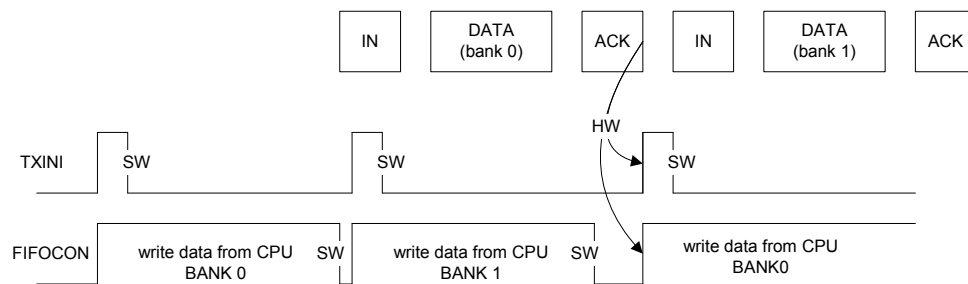 IN
DATA
(bank 0)
ACK
IN
DATA
(bank 1)
ACK
HW
TXINI
SW
SW
SW
FIFOCON
write data from CPU
BANK 0
SW
write data from CPU
BANK 1
SW
write data from CPU
BANK0